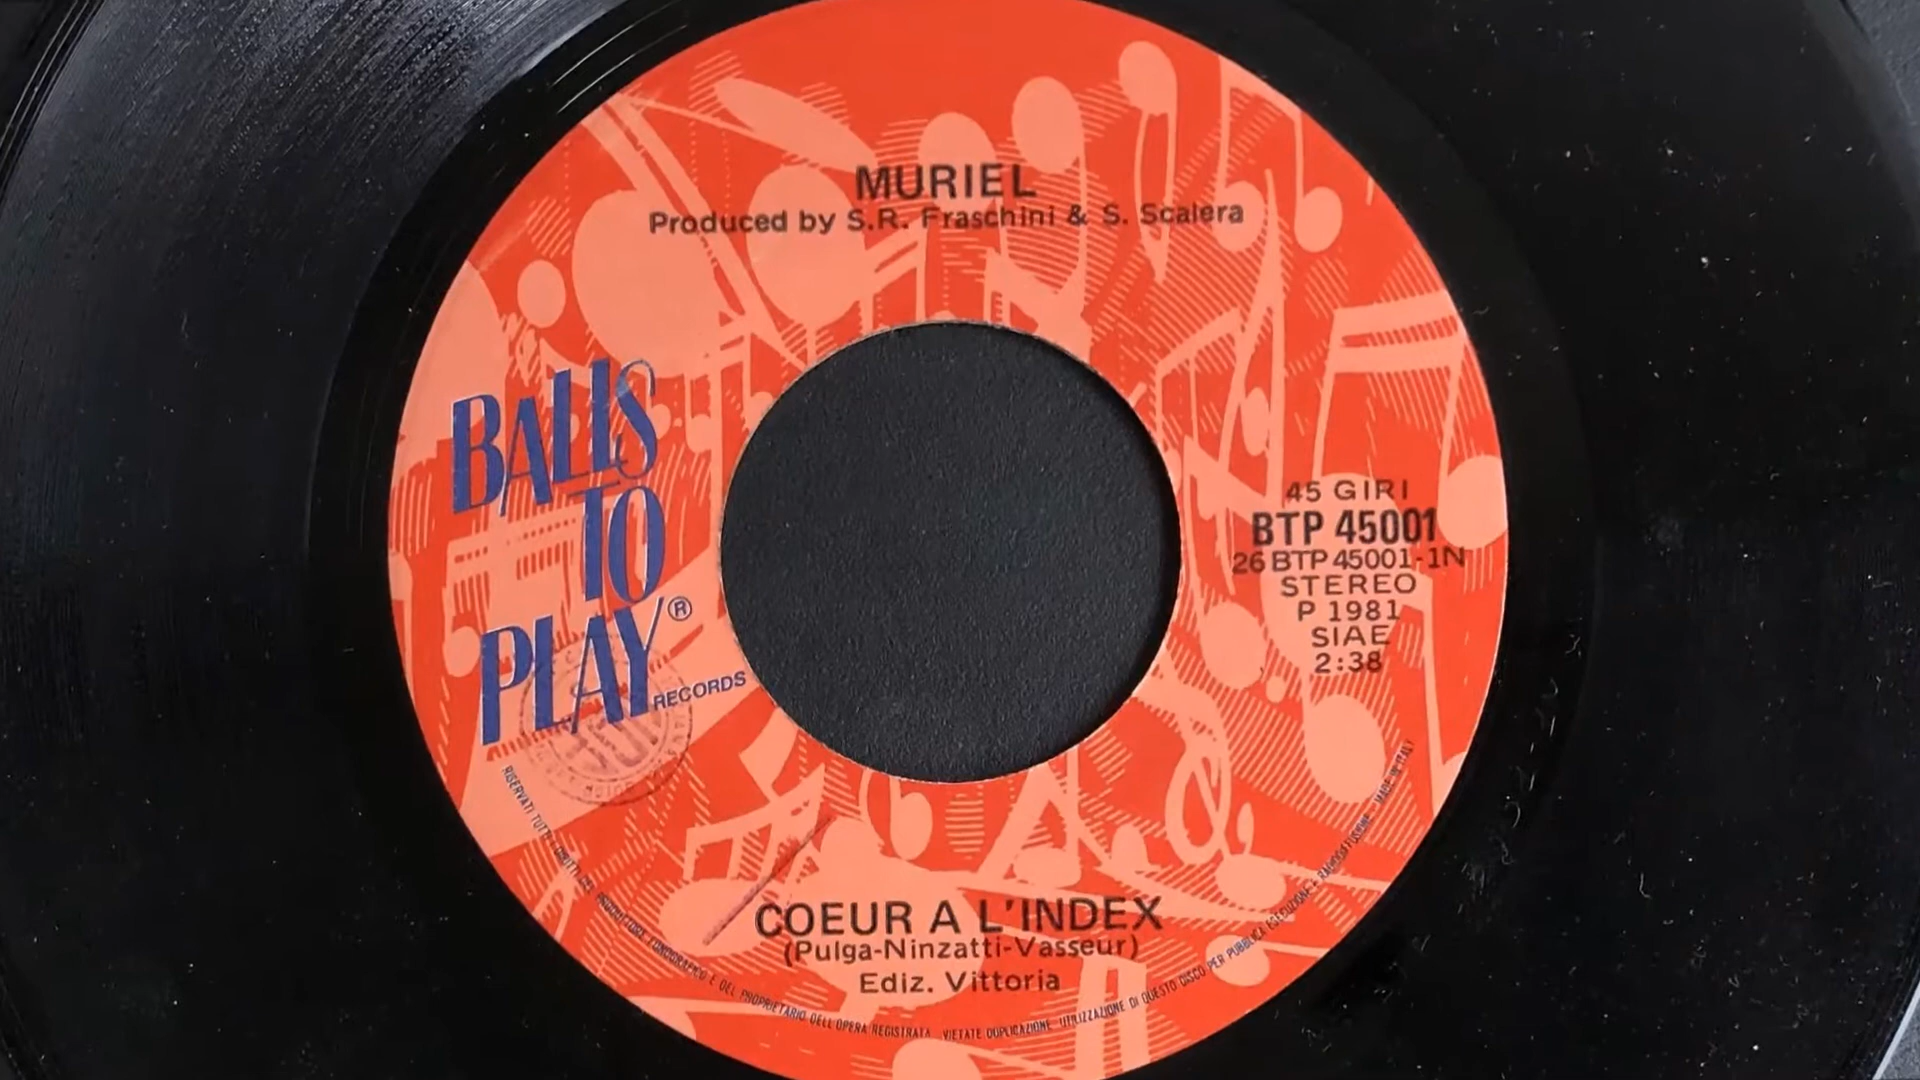 MURIEL
Produced by S.R. Fraschini & S. Scalera
BALLS
TO
PLAY®
RECORDS
45 GIRI
BTP 45001
26 BTP 45001-1N
STEREO
P 1981
SIAE
2:38
COEUR A L'INDEX
(Pulga-Ninzatti-Vasseur)
Ediz. Vittoria
RISERVATI TUTTI I DIRITTI DEL PRODUTTORE FONOGRAFICO E DEL PROPRIETARIO DELL'OPERA REGISTRATA. VIETATE DUPLICAZIONE UTILIZZAZIONE DI QUESTO DISCO PER PUBBLICA ESECUZIONE E RADIODIFFUSIONE - MADE IN ITALY